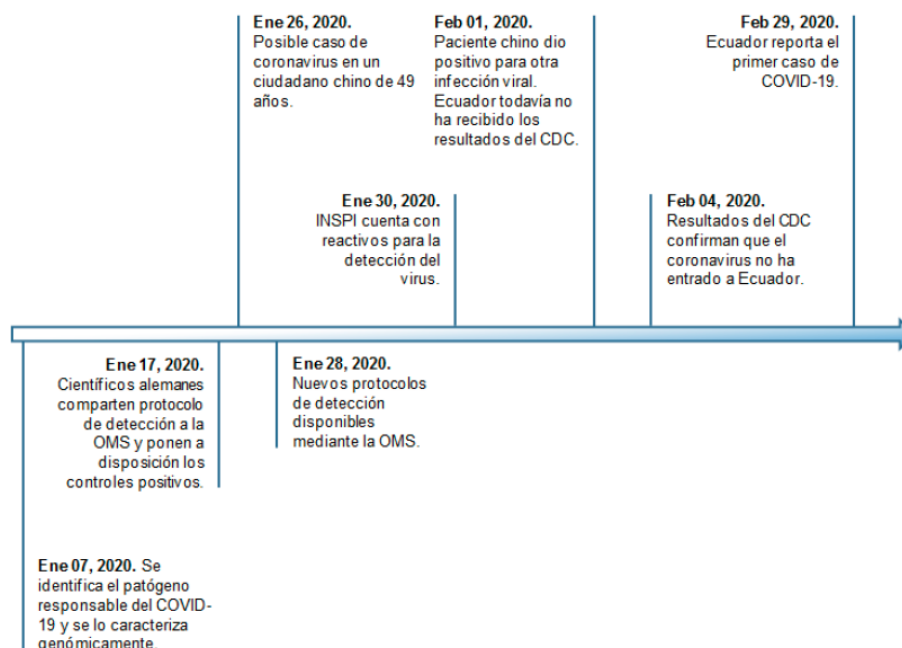 Ene 26, 2020.
Posible caso de
coronavirus en un
ciudadano chino de 49
años.
Feb 01, 2020.
Paciente chino dio
positivo para otra
infección viral.
Ecuador todavía no
ha recibido los
resultados del CDC.
Feb 29, 2020.
Ecuador reporta el
primer caso de
COVID-19.
Ene 30, 2020.
INSPI cuenta con
reactivos para la
detección del
virus.
Feb 04, 2020.
Resultados del CDC
confirman que el
coronavirus no ha
entrado a Ecuador.
Ene 17, 2020.
Científicos alemanes
comparten protocolo
de detección a la
OMS y ponen a
disposición los
controles positivos.
Ene 28, 2020.
Nuevos protocolos
de detección
disponibles
mediante la OMS.
Ene 07, 2020. Se
identifica el patógeno
responsable del COVID-
19 y se lo caracteriza
genómicamente.